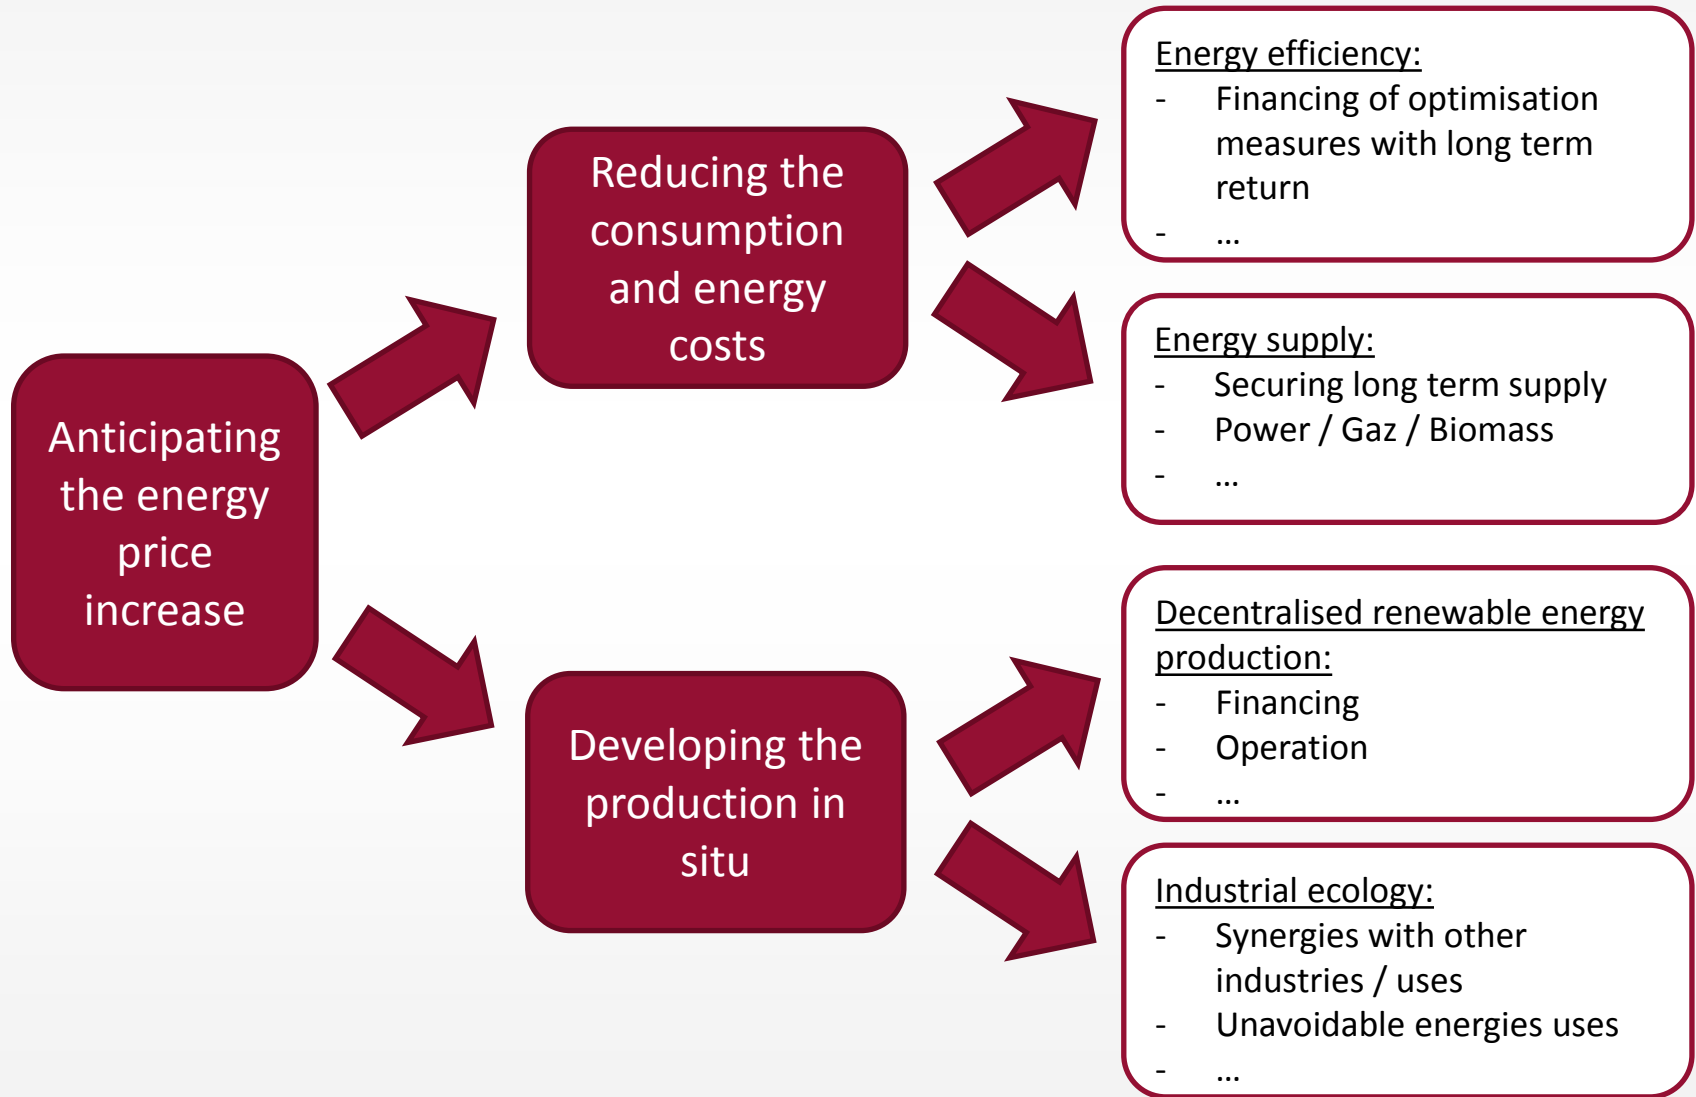 Anticipating
the energy
price
increase
Reducing the
consumption
and energy
costs
Developing the
production in
situ
Energy efficiency:
- Financing of optimisation
measures with long term
return
- ...
Energy supply:
- Securing long term supply
- Power / Gaz / Biomass
- ...
Decentralised renewable energy
production:
- Financing
- Operation
- ...
Industrial ecology:
- Synergies with other
industries / uses
- Unavoidable energies uses
- ...